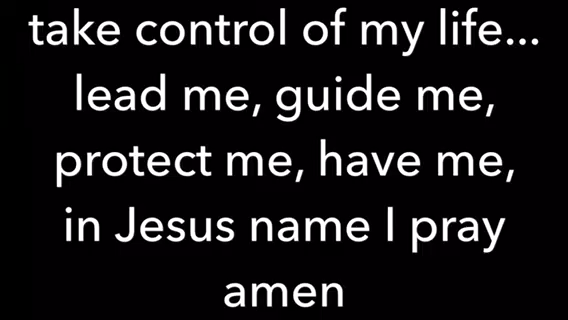 take control of my life...
lead me, guide me,
protect me, have me,
in Jesus name I pray
amen